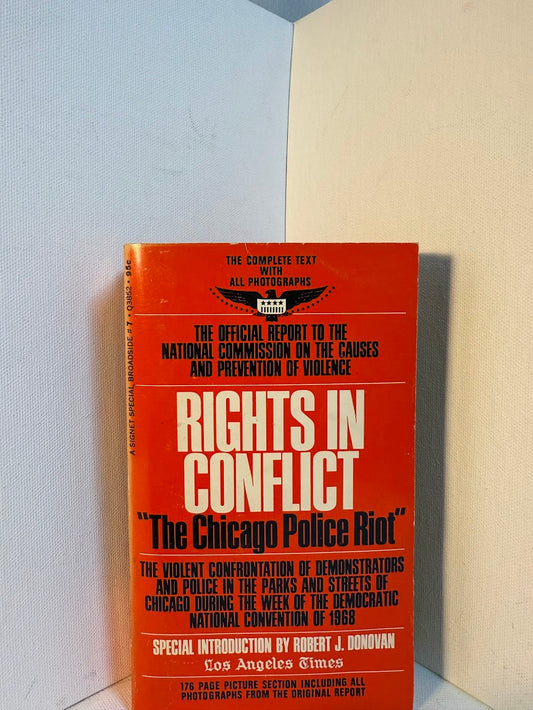 A SIGNET SPECIAL BROADSIDE # 7 • Q3852 • 95c
THE COMPLETE TEXT
WITH
ALL PHOTOGRAPHS
THE OFFICIAL REPORT TO THE
NATIONAL COMMISSION ON THE CAUSES
AND PREVENTION OF VIOLENCE
RIGHTS IN
CONFLICT
"The Chicago Police Riot"
THE VIOLENT CONFRONTATION OF DEMONSTRATORS
AND POLICE IN THE PARKS AND STREETS OF
CHICAGO DURING THE WEEK OF THE DEMOCRATIC
NATIONAL CONVENTION OF 1968
SPECIAL INTRODUCTION BY ROBERT J. DONOVAN
Los Angeles Times
176 PAGE PICTURE SECTION INCLUDING ALL
PHOTOGRAPHS FROM THE ORIGINAL REPORT